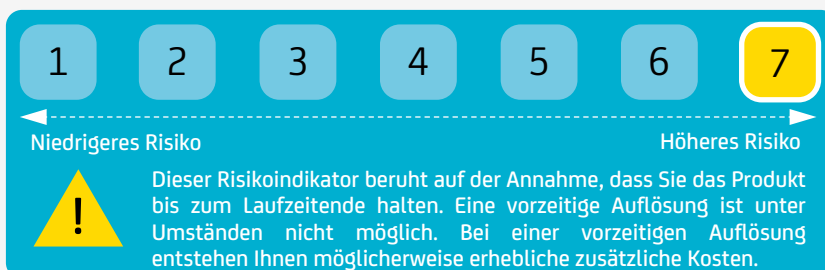 1 2 3 4 5 6 7
Niedrigeres Risiko Höheres Risiko
! Dieser Risikoindikator beruht auf der Annahme, dass Sie das Produkt
bis zum Laufzeitende halten. Eine vorzeitige Auflösung ist unter
Umständen nicht möglich. Bei einer vorzeitigen Auflösung
entstehen Ihnen möglicherweise erhebliche zusätzliche Kosten.